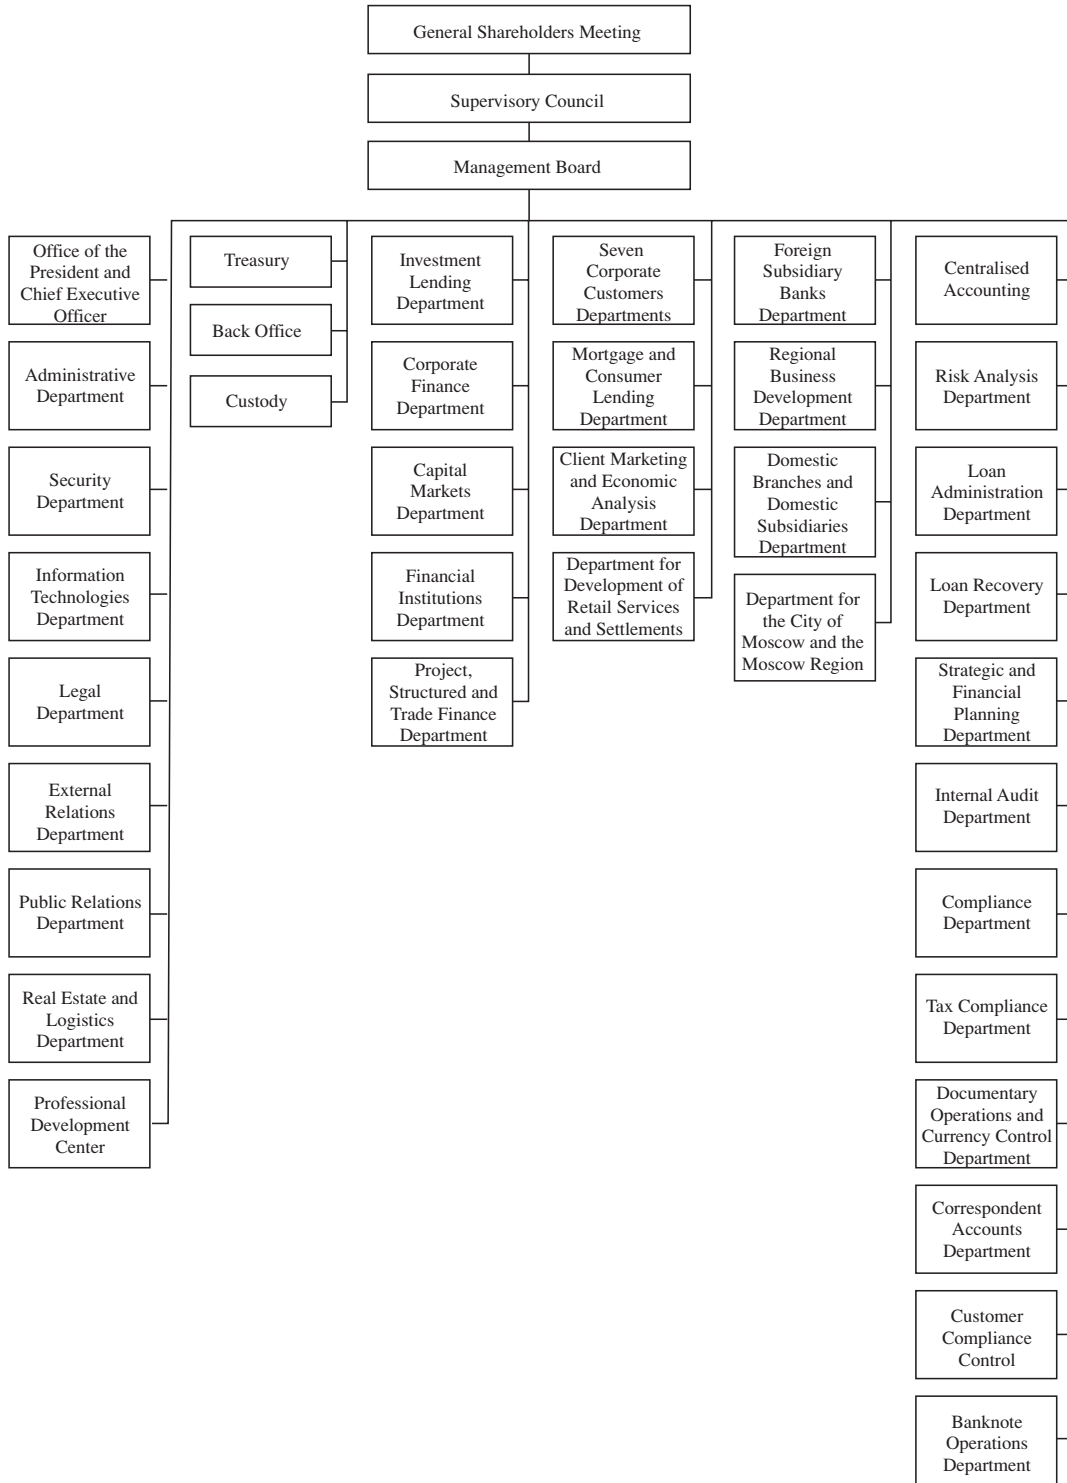 General Shareholders Meeting
Supervisory Council
Management Board
Office of the
President and
Chief Executive
Officer
Administrative
Department
Security
Department
Information
Technologies
Department
Legal
Department
External
Relations
Department
Public Relations
Department
Real Estate and
Logistics
Department
Professional
Development
Center
Treasury
Back Office
Custody
Investment
Lending
Department
Corporate
Finance
Department
Capital
Markets
Department
Financial
Institutions
Department
Project,
Structured and
Trade Finance
Department
Seven
Corporate
Customers
Departments
Mortgage and
Consumer
Lending
Department
Client Marketing
and Economic
Analysis
Department
Department for
Development of
Retail Services
and Settlements
Foreign
Subsidiary
Banks
Department
Regional
Business
Development
Department
Domestic
Branches and
Domestic
Subsidiaries
Department
Department for
the City of
Moscow and the
Moscow Region
Centralised
Accounting
Risk Analysis
Department
Loan
Administration
Department
Loan Recovery
Department
Strategic and
Financial
Planning
Department
Internal Audit
Department
Compliance
Department
Tax Compliance
Department
Documentary
Operations and
Currency Control
Department
Correspondent
Accounts
Department
Customer
Compliance
Control
Banknote
Operations
Department